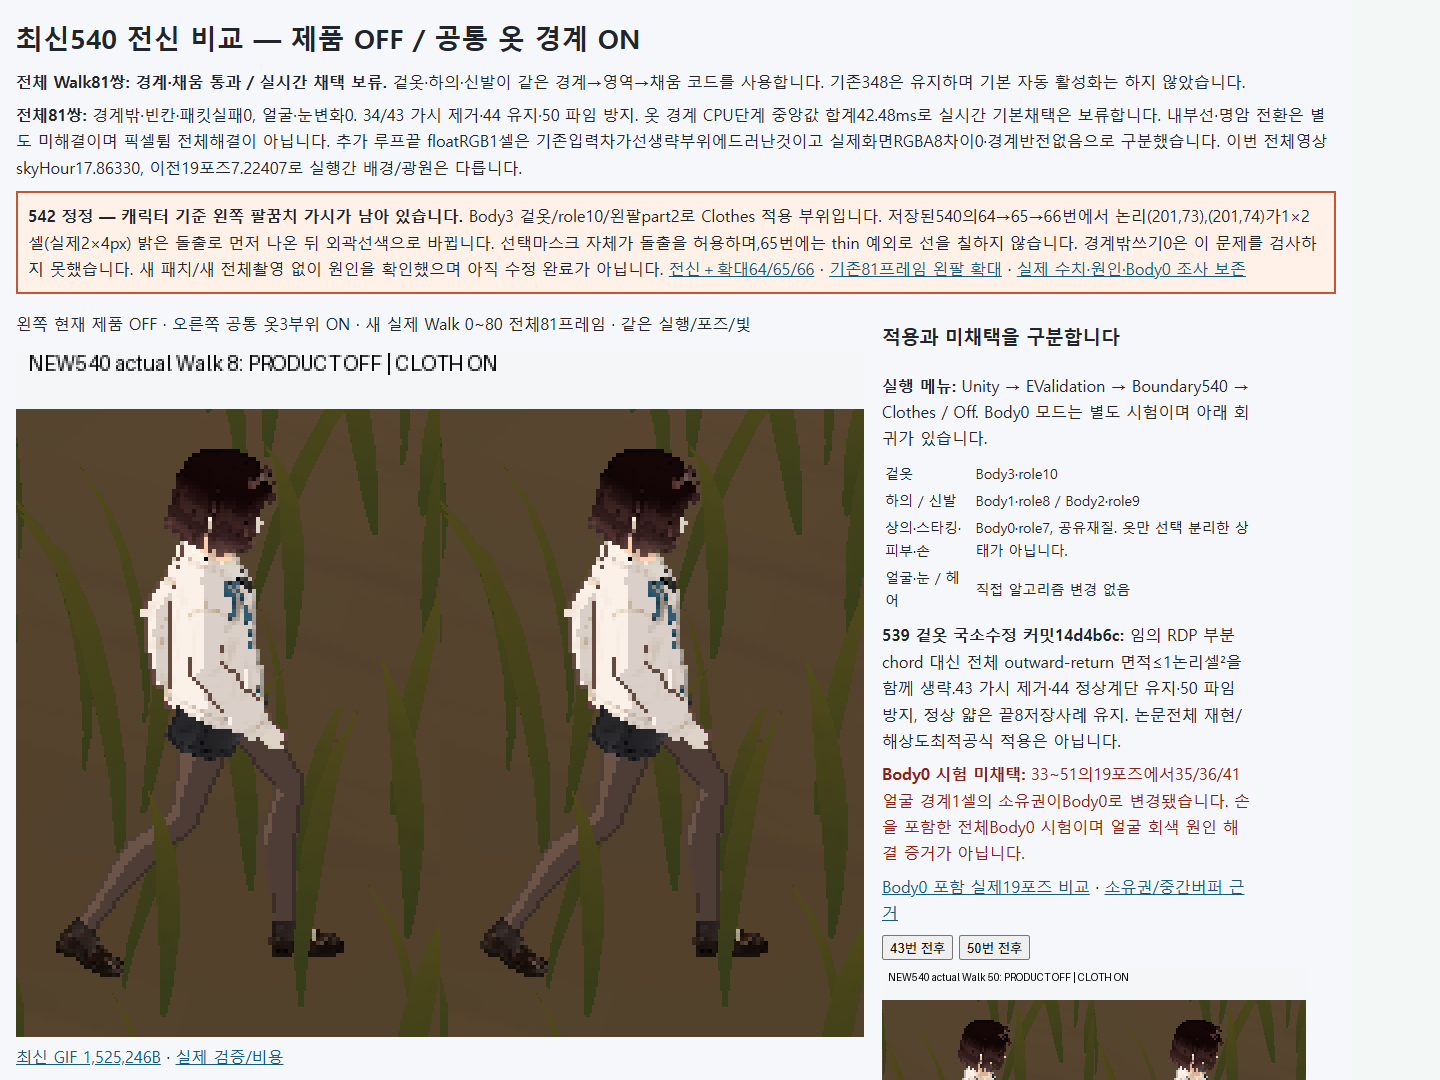 최신540 전신 비교 — 제품 OFF / 공통 옷 경계 ON
전체 Walk81쌍: 경계·채움 통과 / 실시간 채택 보류. 겉옷·하의·신발이 같은 경계→영역→채움 코드를 사용합니다. 기존348은 유지하며 기본 자동 활성화는 하지 않았습니다.
전체81쌍: 경계밖·빈칸·패킷실패0, 얼굴·눈변화0. 34/43 가시 제거·44 유지·50 파임 방지. 옷 경계 CPU단계 중앙값 합계42.48ms로 실시간 기본채택은 보류합니다. 내부선·명암 전환은 별
도 미해결이며 픽셀튐 전체해결이 아닙니다. 추가 루프끝 floatRGB1셀은 기존입력차가선생략부위에드러난것이고 실제화면RGBA8차이0·경계반전없음으로 구분했습니다. 이번 전체영상
skyHour17.86330, 이전19포즈7.22407로 실행간 배경/광원은 다릅니다.
542 정정 — 캐릭터 기준 왼쪽 팔꿈치 가시가 남아 있습니다. Body3 겉옷/role10/왼팔part2로 Clothes 적용 부위입니다. 저장된540의64→65→66번에서 논리(201,73),(201,74)가1×2
셀(실제2×4px) 밝은 돌출로 먼저 나온 뒤 외곽선색으로 바뀝니다. 선택마스크 자체가 돌출을 허용하며,65번에는 thin 예외로 선을 칠하지 않습니다. 경계밖쓰기0은 이 문제를 검사하
지 못했습니다. 새 패치/새 전체촬영 없이 원인을 확인했으며 아직 수정 완료가 아닙니다. 전신+확대64/65/66 · 기존81프레임 왼팔 확대 · 실제 수치·원인·Body0 조사 보존
왼쪽 현재 제품 OFF · 오른쪽 공통 옷3부위 ON · 새 실제 Walk 0~80 전체81프레임 · 같은 실행/포즈/빛
NEW540 actual Walk 8: PRODUCT OFF | CLOTH ON
최신 GIF 1,525,246B · 실제 검증/비용
적용과 미채택을 구분합니다
실행 메뉴: Unity → EValidation → Boundary540 →
Clothes / Off. Body0 모드는 별도 시험이며 아래 회
귀가 있습니다.
겉옷 Body3·role10
하의 / 신발 Body1·role8 / Body2·role9
상의·스타킹· Body0·role7, 공유재질. 옷만 선택 분리한 상
피부·손 태가 아닙니다.
얼굴·눈 / 헤
어 직접 알고리즘 변경 없음
539 겉옷 국소수정 커밋14d4b6c: 임의 RDP 부분
chord 대신 전체 outward-return 면적≤1논리셀²을
함께 생략.43 가시 제거·44 정상계단 유지·50 파임
방지, 정상 얇은 끝8저장사례 유지. 논문전체 재현/
해상도최적공식 적용은 아닙니다.
Body0 시험 미채택: 33~51의19포즈에서35/36/41
얼굴 경계1셀의 소유권이Body0로 변경됐습니다. 손
을 포함한 전체Body0 시험이며 얼굴 회색 원인 해
결 증거가 아닙니다.
Body0 포함 실제19포즈 비교 · 소유권/중간버퍼 근
거
43번 전후 50번 전후
NEW540 actual Walk 50: PRODUCT OFF | CLOTH ON